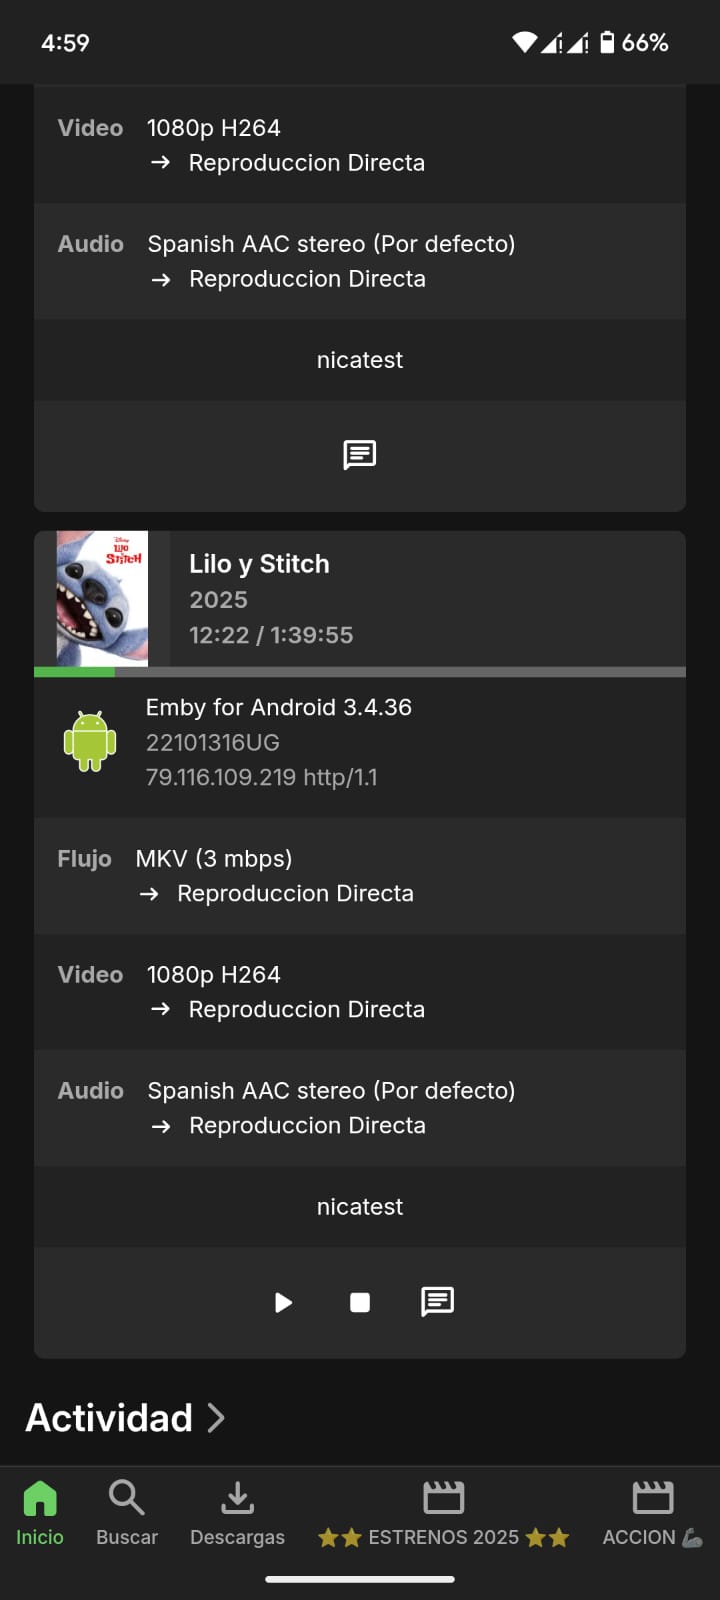 4:59
66%
Video 1080p H264
→ Reproduccion Directa
Audio Spanish AAC stereo (Por defecto)
→ Reproduccion Directa
nicatest
Disney
Lilo
Stitch
Lilo y Stitch
2025
12:22 / 1:39:55
Emby for Android 3.4.36
22101316UG
79.116.109.219 http/1.1
Flujo MKV (3 mbps)
→ Reproduccion Directa
Video 1080p H264
→ Reproduccion Directa
Audio Spanish AAC stereo (Por defecto)
→ Reproduccion Directa
nicatest
Actividad
Inicio Buscar Descargas ⭐⭐ ESTRENOS 2025 ⭐⭐ ACCION 🦾